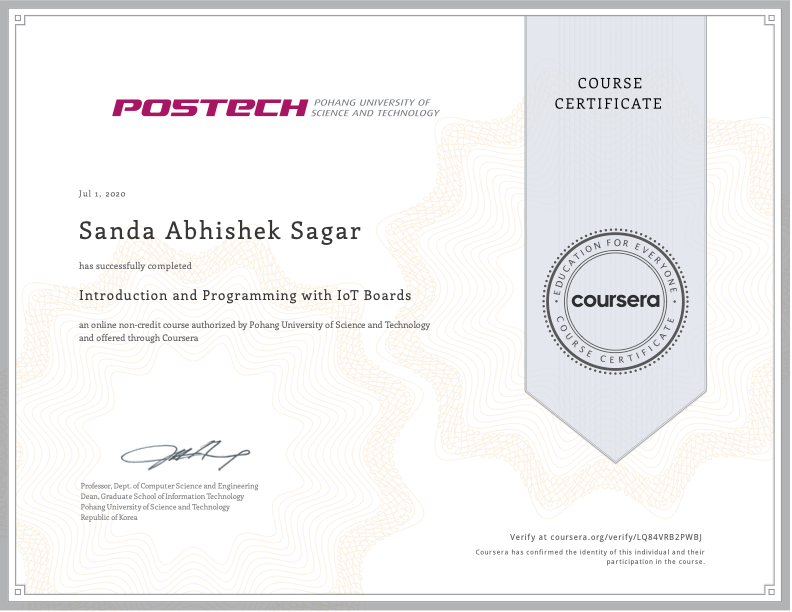 POSTECH POHANG UNIVERSITY OF
SCIENCE AND TECHNOLOGY
COURSE
CERTIFICATE
Jul 1, 2020
Sanda Abhishek Sagar
has successfully completed
Introduction and Programming with IoT Boards
an online non-credit course authorized by Pohang University of Science and Technology
and offered through Coursera
EDUCATION FOR EVERYONE
coursera
COURSE CERTIFICATE
Professor, Dept. of Computer Science and Engineering
Dean, Graduate School of Information Technology
Pohang University of Science and Technology
Republic of Korea
Verify at coursera.org/verify/LQ84VRB2PWBJ
Coursera has confirmed the identity of this individual and their
participation in the course.